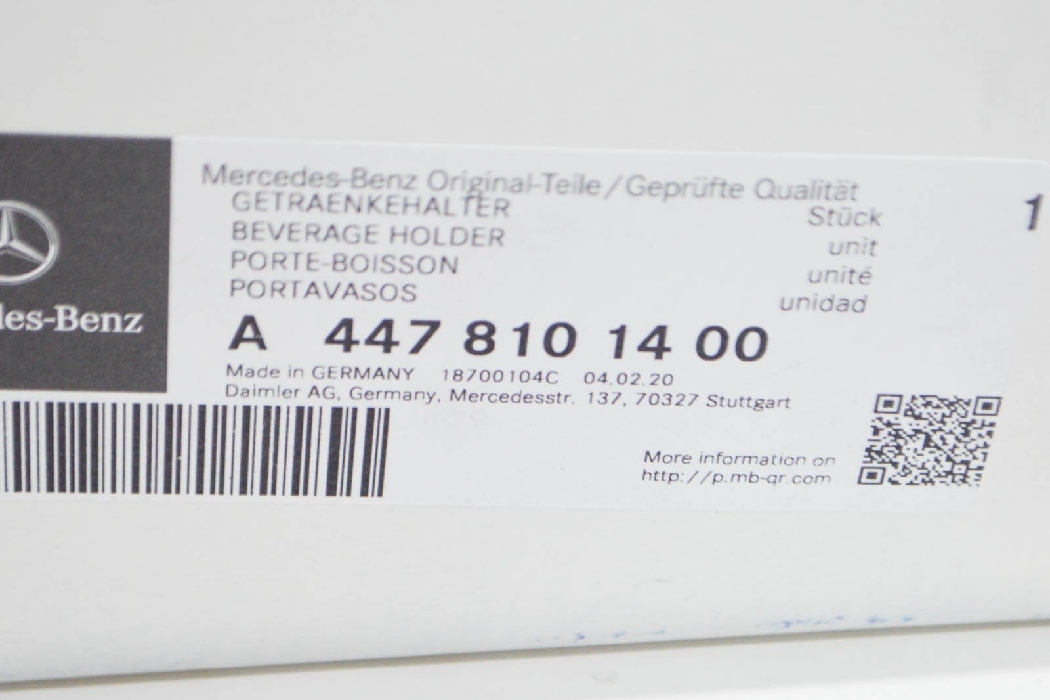 Mercedes-Benz Original-Teile/Geprüfte Qualität
GETRAENKEHALTER Stück 1
BEVERAGE HOLDER unit
PORTE-BOISSON unité
PORTAVASOS unidad
des-Benz
A 447 810 14 00
Made in GERMANY 18700104C 04.02.20
Daimler AG, Germany, Mercedesstr. 137, 70327 Stuttgart
More information on
http://p.mb-qr.com